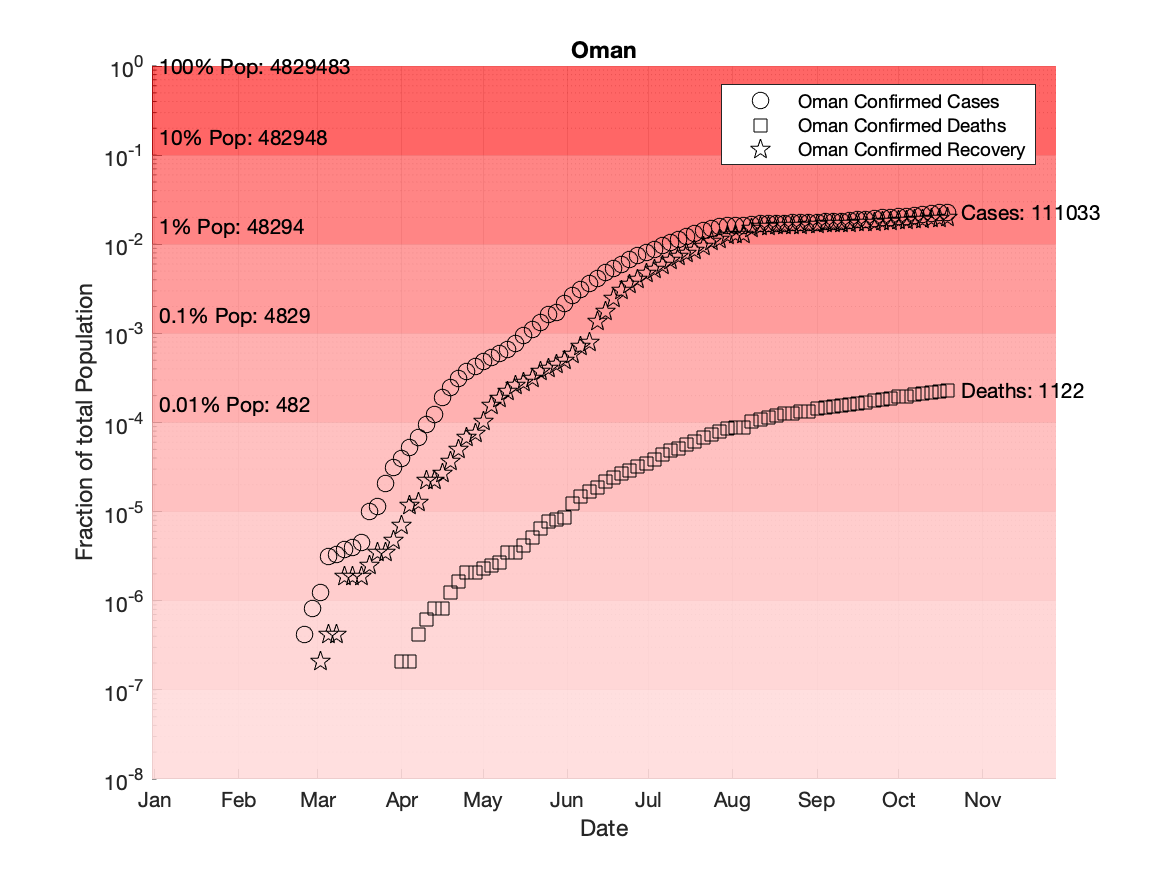 Oman
10^0
100% Pop: 4829483
Oman Confirmed Cases
Oman Confirmed Deaths
Oman Confirmed Recovery
10% Pop: 482948
10^-1
1% Pop: 48294
Cases: 111033
10^-2
0.1% Pop: 4829
10^-3
0.01% Pop: 482
Deaths: 1122
10^-4
10^-5
10^-6
10^-7
10^-8
Fraction of total Population
Jan Feb Mar Apr May Jun Jul Aug Sep Oct Nov
Date